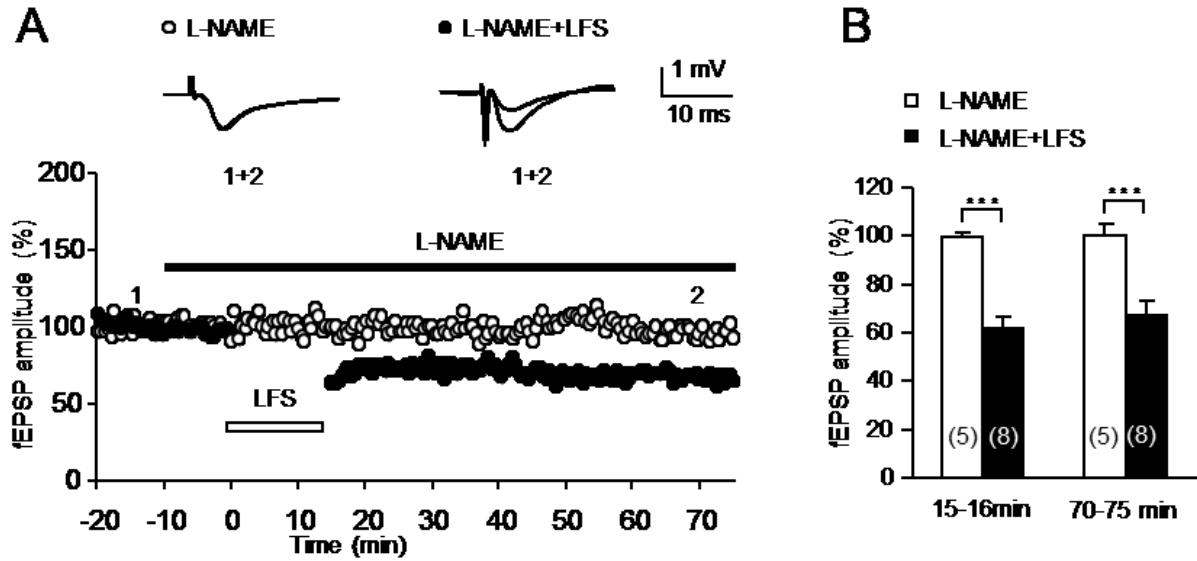 A
L-NAME
L-NAME+LFS
1 mV
10 ms
1+2
1+2
200
150
100
50
0
fEPSP amplitude (%)
L-NAME
1
2
LFS
-20
-10
0
10
20
30
40
50
60
70
Time (min)
B
L-NAME
L-NAME+LFS
120
100
80
60
40
20
0
fEPSP amplitude (%)
***
***
(5)
(8)
(5)
(8)
15-16min
70-75 min